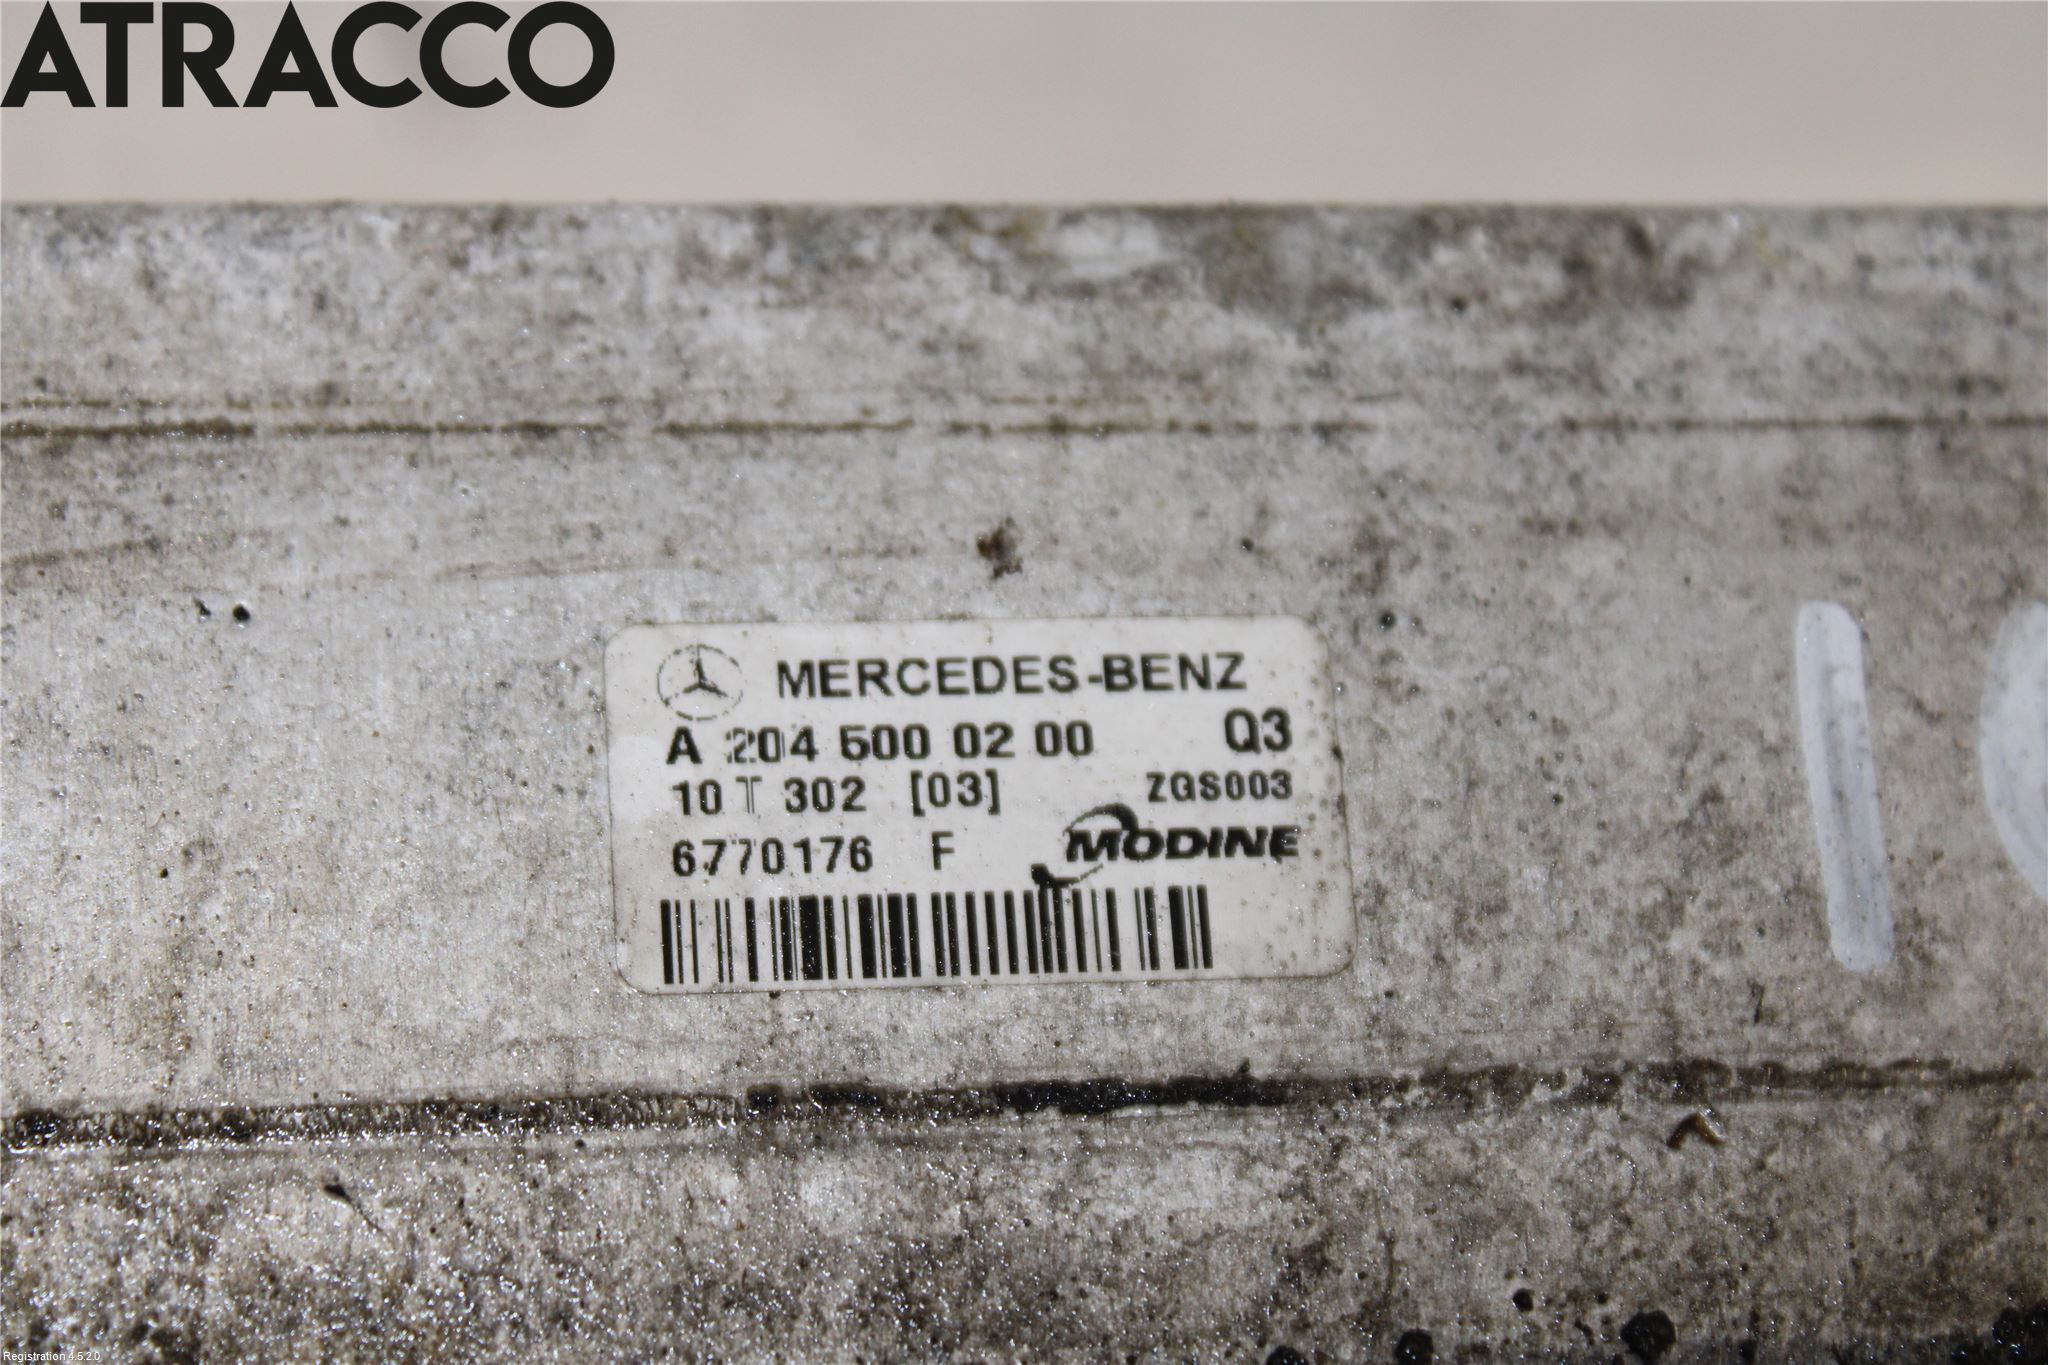 ATRACCO
MERCEDES-BENZ
A 204 500 02 00 Q3
10 T 302 [03] ZGS003
6770176 F MODINE
Registration 4.5.2.0